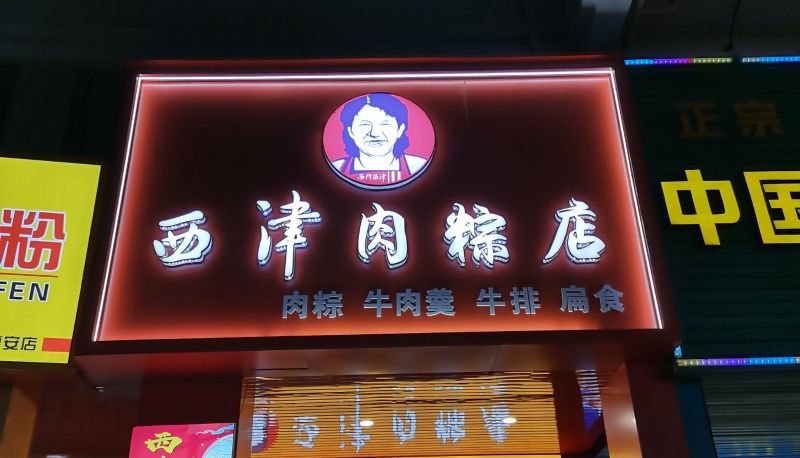 西津肉粽店
肉粽 牛肉羹 牛排 扁食
粉
FEN
安店
正宗
中国
西